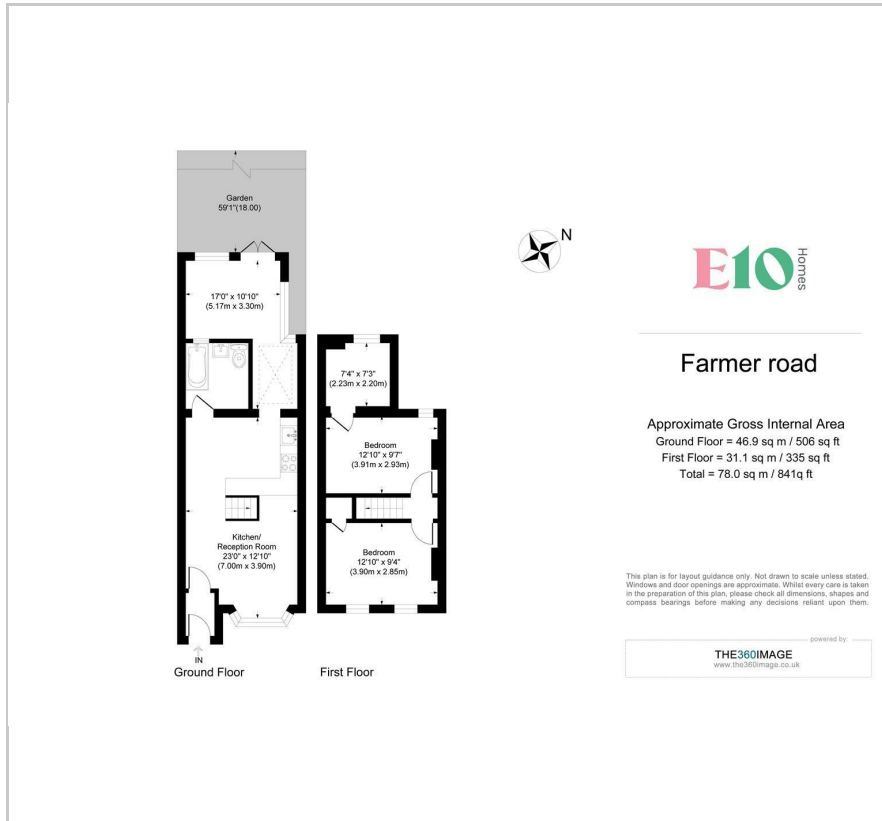 Garden
59'1"(18.00)
17'0" x 10'10"
(5.17m x 3.30m)
Kitchen/
Reception Room
23'0" x 12'10"
(7.00m x 3.90m)
IN
Ground Floor
7'4" x 7'3"
(2.23m x 2.20m)
Bedroom
12'10" x 9'7"
(3.91m x 2.93m)
Bedroom
12'10" x 9'4"
(3.90m x 2.85m)
First Floor
N
E10
Homes
Farmer road
Approximate Gross Internal Area
Ground Floor = 46.9 sq m / 506 sq ft
First Floor = 31.1 sq m / 335 sq ft
Total = 78.0 sq m / 841q ft
This plan is for layout guidance only. Not drawn to scale unless stated.
Windows and door openings are approximate. Whilst every care is taken
in the preparation of this plan, please check all dimensions, shapes and
compass bearings before making any decisions reliant upon them.
powered by:
THE360IMAGE
www.the360image.co.uk